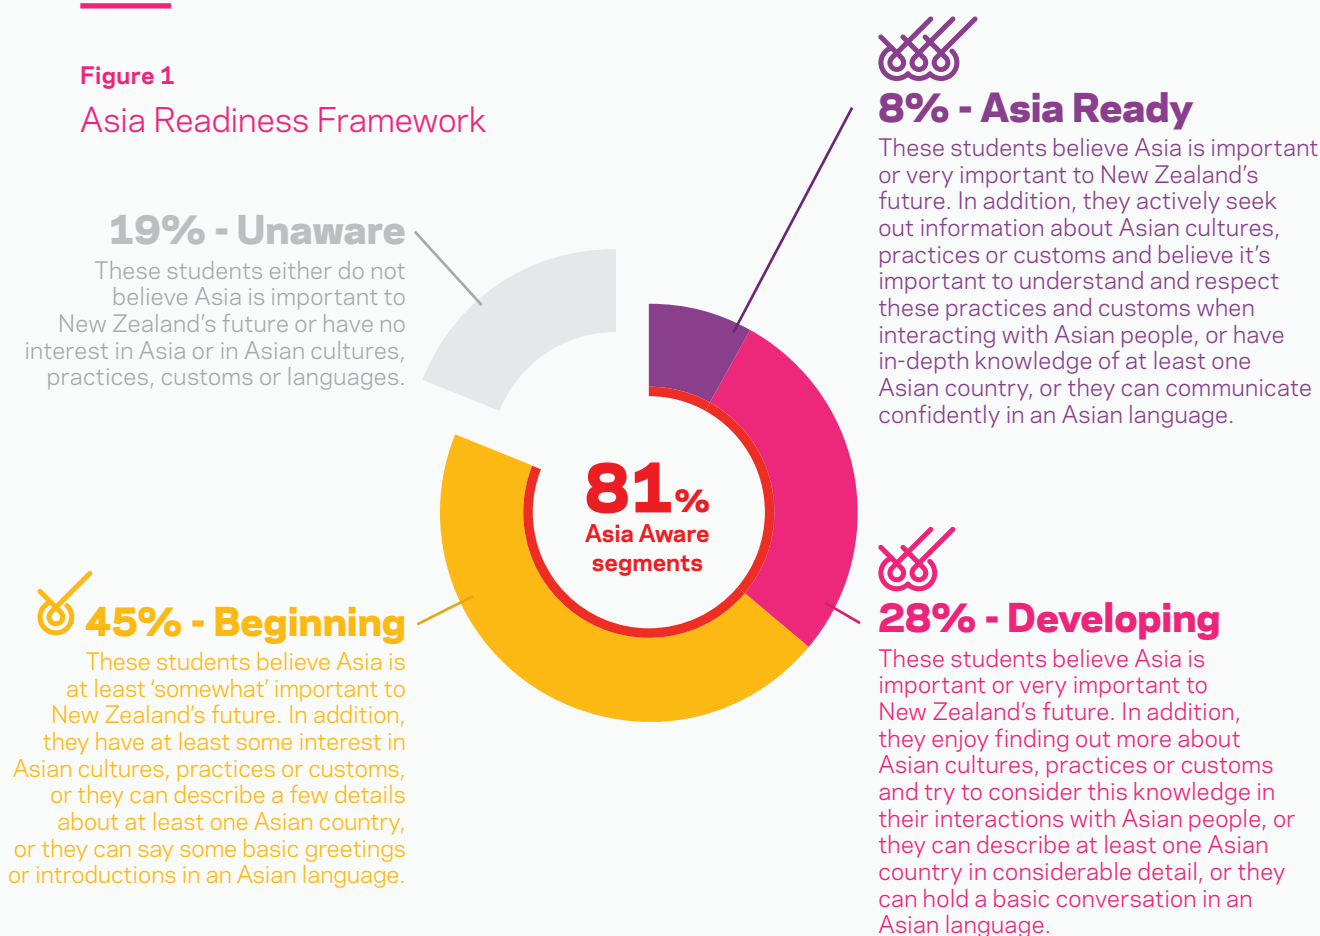 Figure 1
Asia Readiness Framework
8% - Asia Ready
These students believe Asia is important
or very important to New Zealand's
future. In addition, they actively seek
out information about Asian cultures,
practices or customs and believe it's
important to understand and respect
these practices and customs when
interacting with Asian people, or have
in-depth knowledge of at least one
Asian country, or they can communicate
confidently in an Asian language.
19% - Unaware
These students either do not
believe Asia is important to
New Zealand's future or have no
interest in Asia or in Asian cultures,
practices, customs or languages.
81%
Asia Aware
segments
45% - Beginning
These students believe Asia is
at least ‘somewhat’ important to
New Zealand's future. In addition,
they have at least some interest in
Asian cultures, practices or customs,
or they can describe a few details
about at least one Asian country,
or they can say some basic greetings
or introductions in an Asian language.
28% - Developing
These students believe Asia is
important or very important to
New Zealand's future. In addition,
they enjoy finding out more about
Asian cultures, practices or customs
and try to consider this knowledge in
their interactions with Asian people, or
they can describe at least one Asian
country in considerable detail, or they
can hold a basic conversation in an
Asian language.